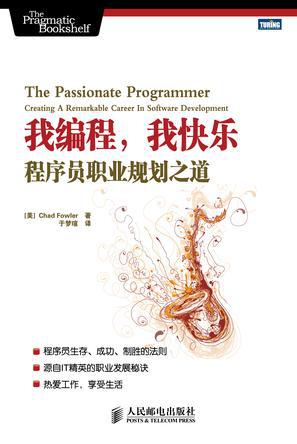 The
Pragmatic
Bookshelf
TURING
The Passionate Programmer
Creating A Remarkable Career In Software Development
我编程，我快乐
程序员职业规划之道
[美] Chad Fowler 著
于梦瑄 译
程序员生存、成功、制胜的法则
源自IT精英的职业发展秘诀
热爱工作，享受生活
人民邮电出版社
POSTS & TELECOM PRESS